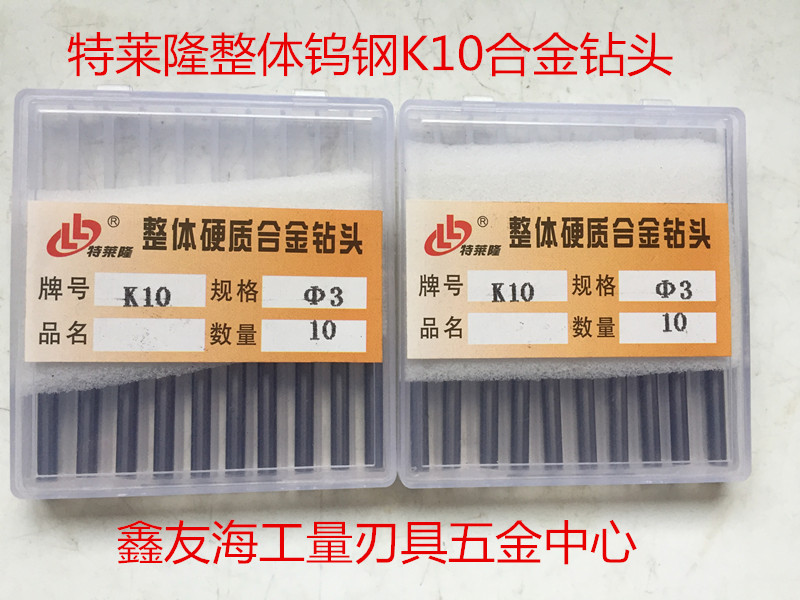 特莱隆整体钨钢K10合金钻头
特莱隆 ® 整体硬质合金钻头
牌号 K10 规格 Φ3
品名 数量 10
特莱隆 ® 整体硬质合金钻头
牌号 K10 规格 Φ3
品名 数量 10
鑫友海工量刃具五金中心